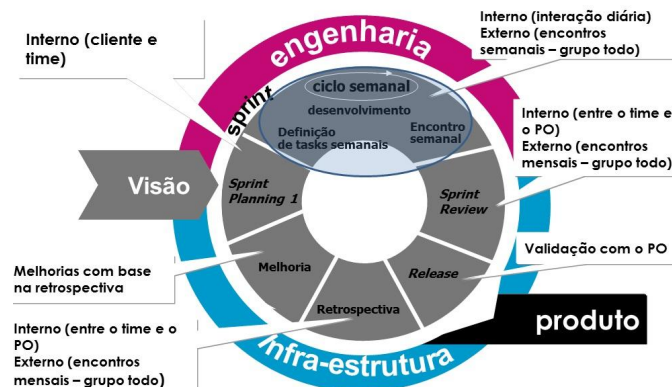 Interno (cliente e
time)
engenharia
Interno (interação diária)
Externo (encontros
semanais – grupo todo)
sprint
ciclo semanal
desenvolvimento
Definição
de tasks semanais
Encontro
semanal
Interno (entre o time e
o PO)
Externo (encontros
mensais – grupo todo)
Visão
Sprint
Planning 1
Sprint
Review
Melhoria
Release
Validação com o PO
Melhorias com base
na retrospectiva
Retrospectiva
produto
Interno (entre o time e o
PO)
Externo (encontros
mensais – grupo todo)
Infra-estrutura